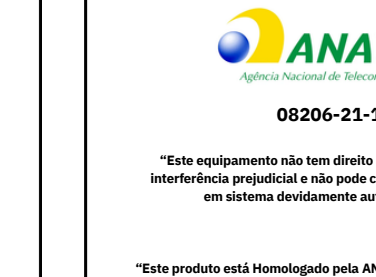 ANA
Agência Nacional de Teleco
08206-21-1
“Este equipamento não tem direito
interferência prejudicial e não pode c
em sistema devidamente au
“Este produto está Homologado pela AN